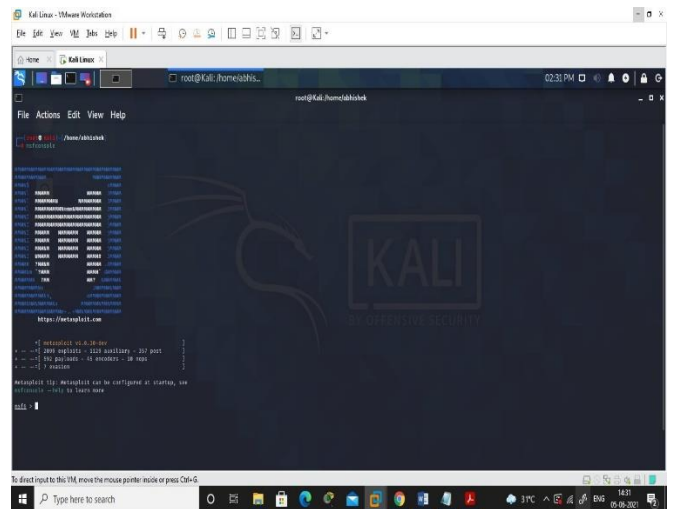 Kali Linux - VMware Workstation
File Edit View VM Tabs Help
Home Kali Linux
root@Kali: /home/abhis...
02:31 PM
root@Kali: /home/abhishek
File Actions Edit View Help
/home/abhishek
msfconsole
https://metasploit.com
KALI
BY OFFENSIVE SECURITY
=[ metasploit v6.0.30-dev ]
+ -- --=[ 2099 exploits - 1129 auxiliary - 357 post ]
+ -- --=[ 592 payloads - 45 encoders - 10 nops ]
+ -- --=[ 7 evasion ]
Metasploit tip: Metasploit can be configured at startup, see
msfconsole --help to learn more
msf6 >
To direct input to this VM, move the mouse pointer inside or press Ctrl+G.
Type here to search
31°C
ENG
14:31
05-06-2021